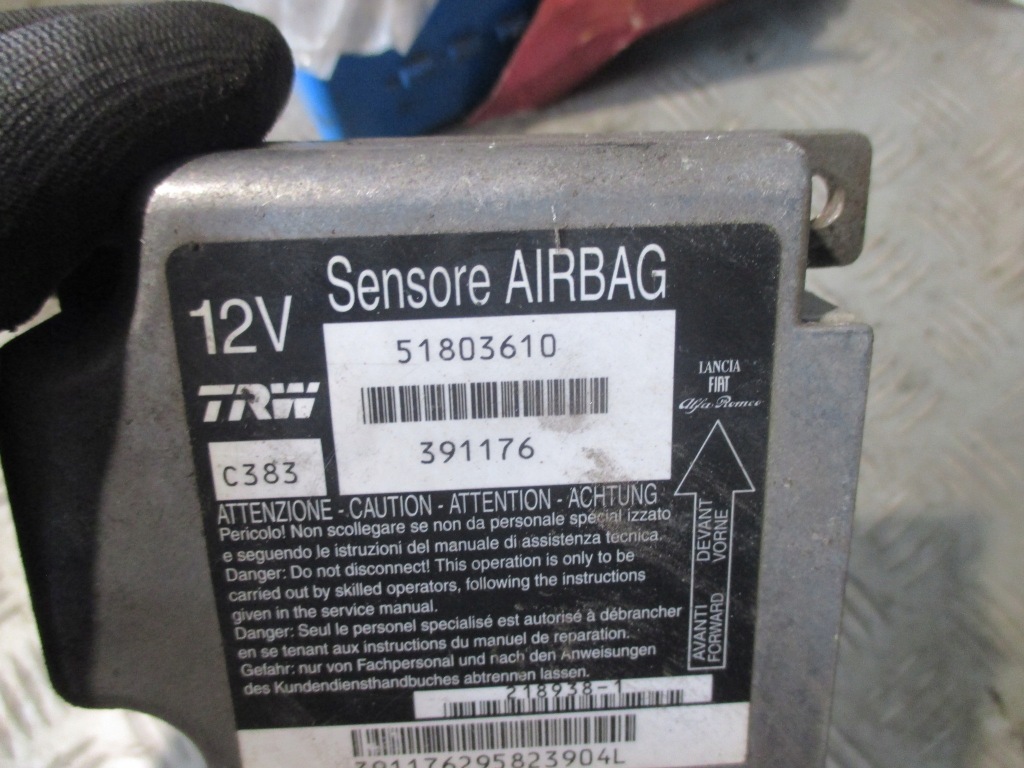 Sensore AIRBAG
12V
51803610
TRW
LANCIA
FIAT
Alfa Romeo
391176
C383
ATTENZIONE - CAUTION - ATTENTION - ACHTUNG
Pericolo! Non scollegare se non da personale special izzato
e seguendo le istruzioni del manuale di assistenza tecnica.
Danger: Do not disconnect! This operation is only to be
carried out by skilled operators, following the instructions
given in the service manual.
Danger: Seul le personel specialisé est autorisé à débrancher
en se tenant aux instructions du manuel de reparation.
Gefahr: nur von Fachpersonal und nach den Anweisungen
des Kundendiensthandbuches abtrennen lassen.
AVANTI DEVANT
FORWARD VORNE
218938-1
391176295823904L